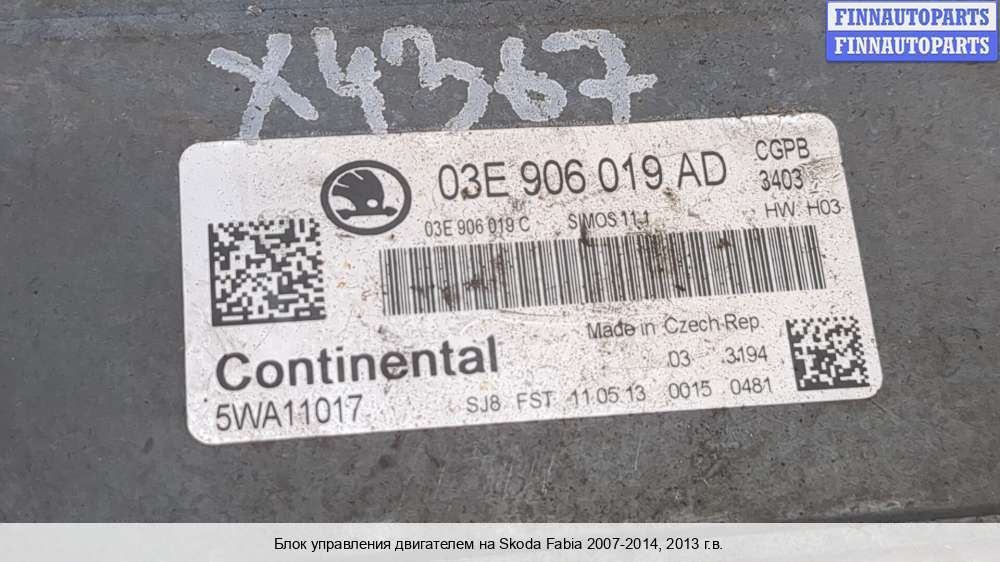 FINNAUTOPARTS
FINNAUTOPARTS
X4367
03E 906 019 AD
CGPB
3403
03E 906 019 C SIMOS 11.1
HW H03
Made in Czech Rep.
Continental
03 3194
5WA11017
SJ8 FST 11.05.13 0015 0481
Блок управления двигателем на Skoda Fabia 2007-2014, 2013 г.в.